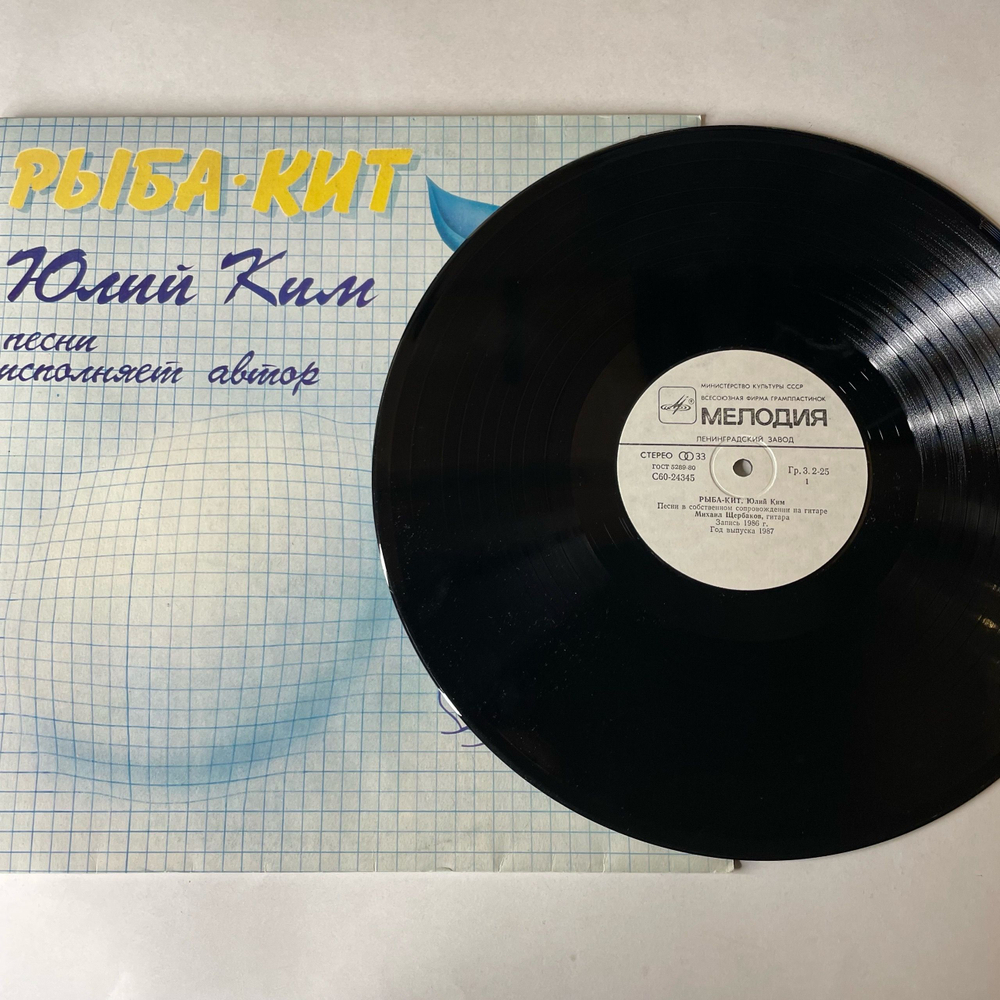 РЫБА·КИТ
Юлий Ким
песни
исполняет автор
МИНИСТЕРСТВО КУЛЬТУРЫ СССР
ВСЕСОЮЗНАЯ ФИРМА ГРАМПЛАСТИНОК
МЕЛОДИЯ
ЛЕНИНГРАДСКИЙ ЗАВОД
СТЕРЕО 33
ГОСТ 5289-80
С60-24345
Гр. 3. 2-25
1
РЫБА-КИТ. Юлий Ким
Песни в собственном сопровождении на гитаре
Михаил Щербаков, гитара
Запись 1986 г.
Год выпуска 1987